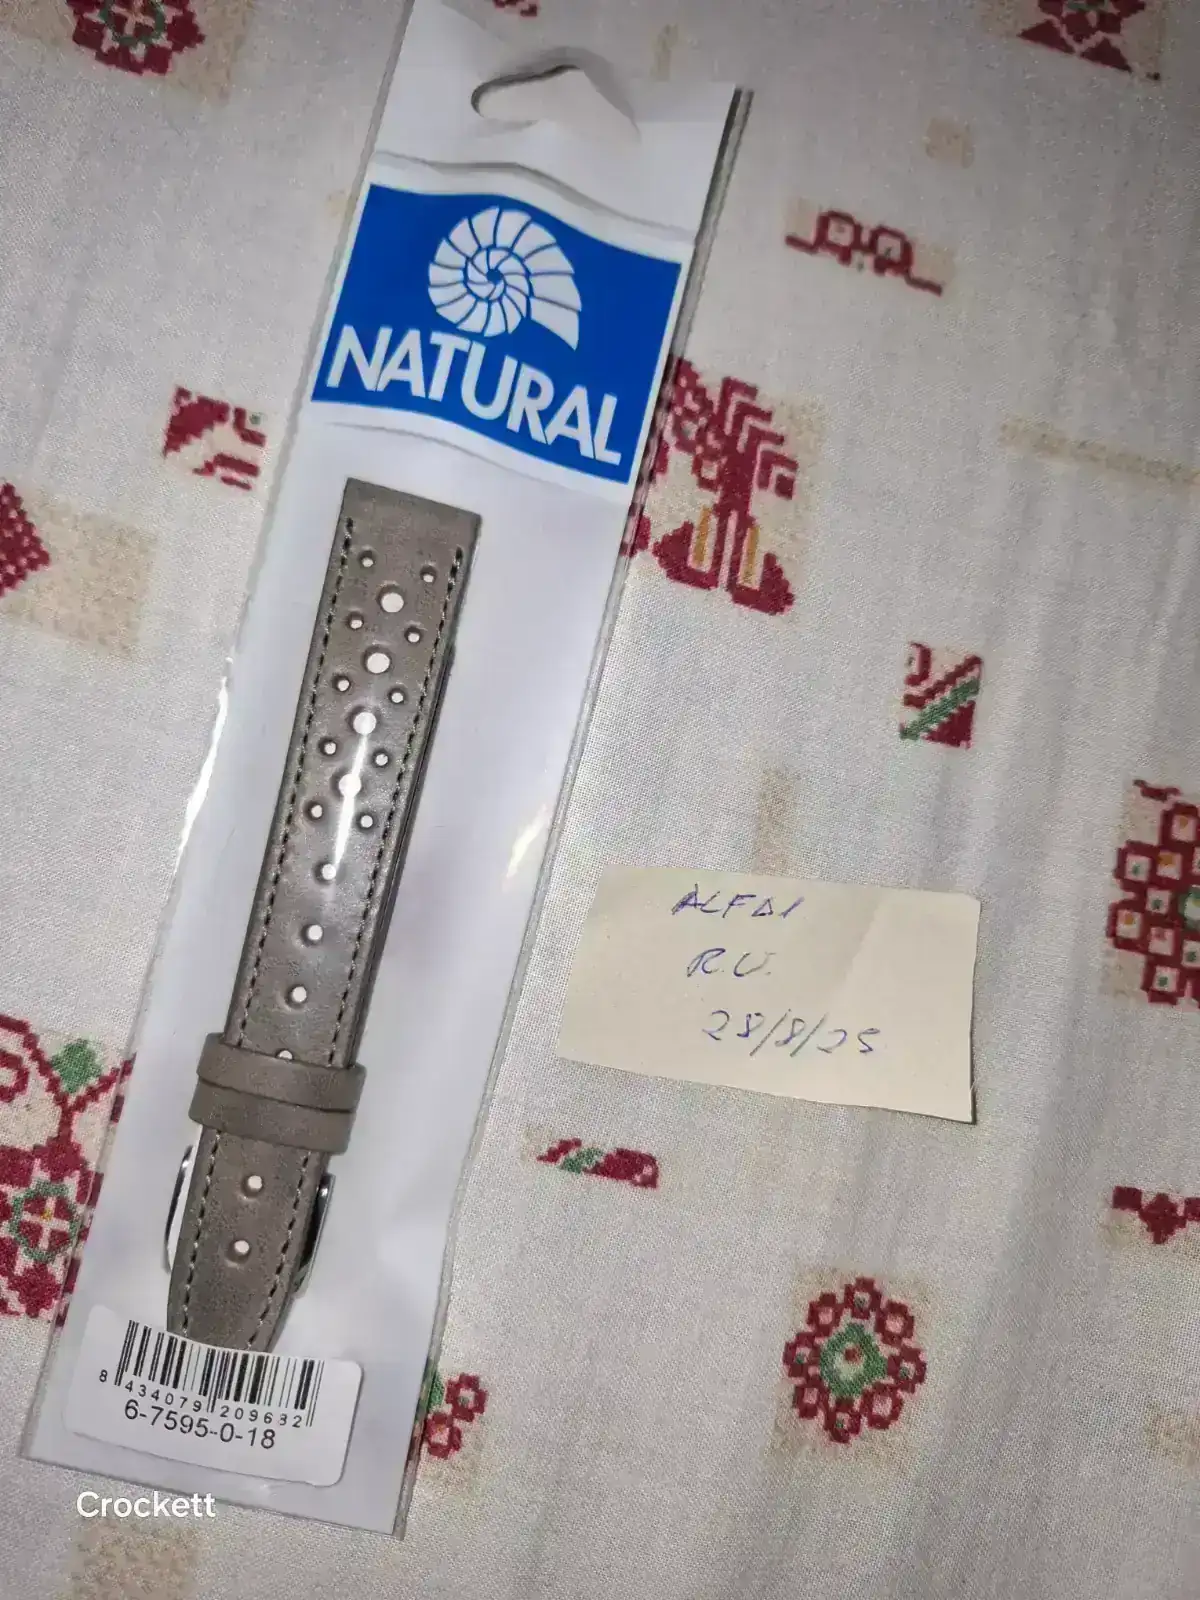 NATURAL
ALFA1
R.U.
28/8/25
8 434079 209632
6-7595-0-18
Crockett